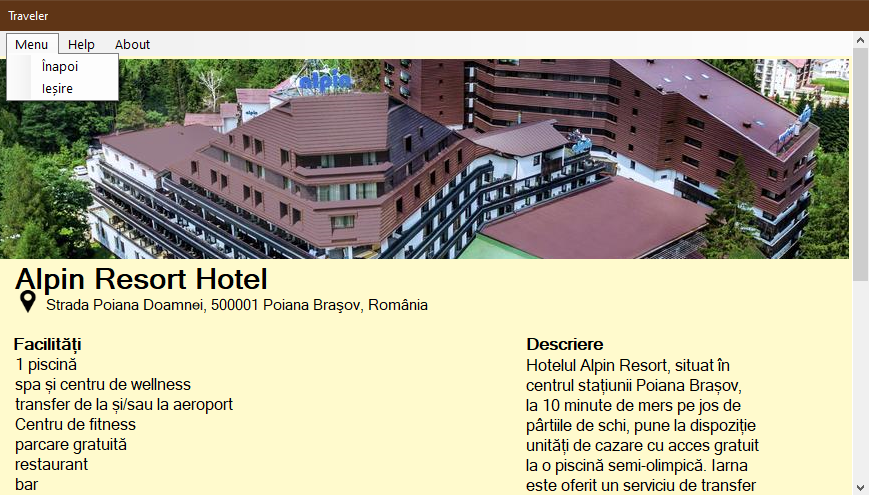 Traveler
Menu Help About
Înapoi
Ieșire
alpin
alpin
Alpin Resort Hotel
Strada Poiana Doamnei, 500001 Poiana Brașov, România
Facilități
1 piscină
spa și centru de wellness
transfer de la și/sau la aeroport
Centru de fitness
parcare gratuită
restaurant
bar
Descriere
Hotelul Alpin Resort, situat în
centrul stațiunii Poiana Brașov,
la 10 minute de mers pe jos de
pârtiile de schi, pune la dispoziție
unități de cazare cu acces gratuit
la o piscină semi-olimpică. Iarna
este oferit un serviciu de transfer